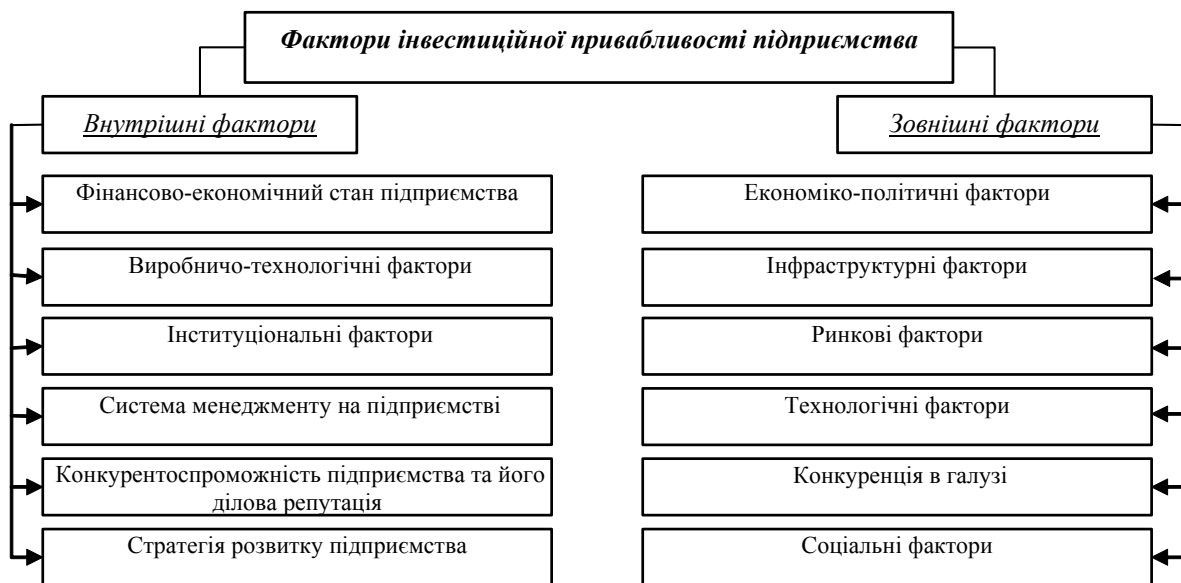 Фактори інвестиційної привабливості підприємства
Внутрішні фактори
Зовнішні фактори
Фінансово-економічний стан підприємства
Економіко-політичні фактори
Виробничо-технологічні фактори
Інфраструктурні фактори
Інституціональні фактори
Ринкові фактори
Система менеджменту на підприємстві
Технологічні фактори
Конкурентоспроможність підприємства та його
ділова репутація
Конкуренція в галузі
Стратегія розвитку підприємства
Соціальні фактори